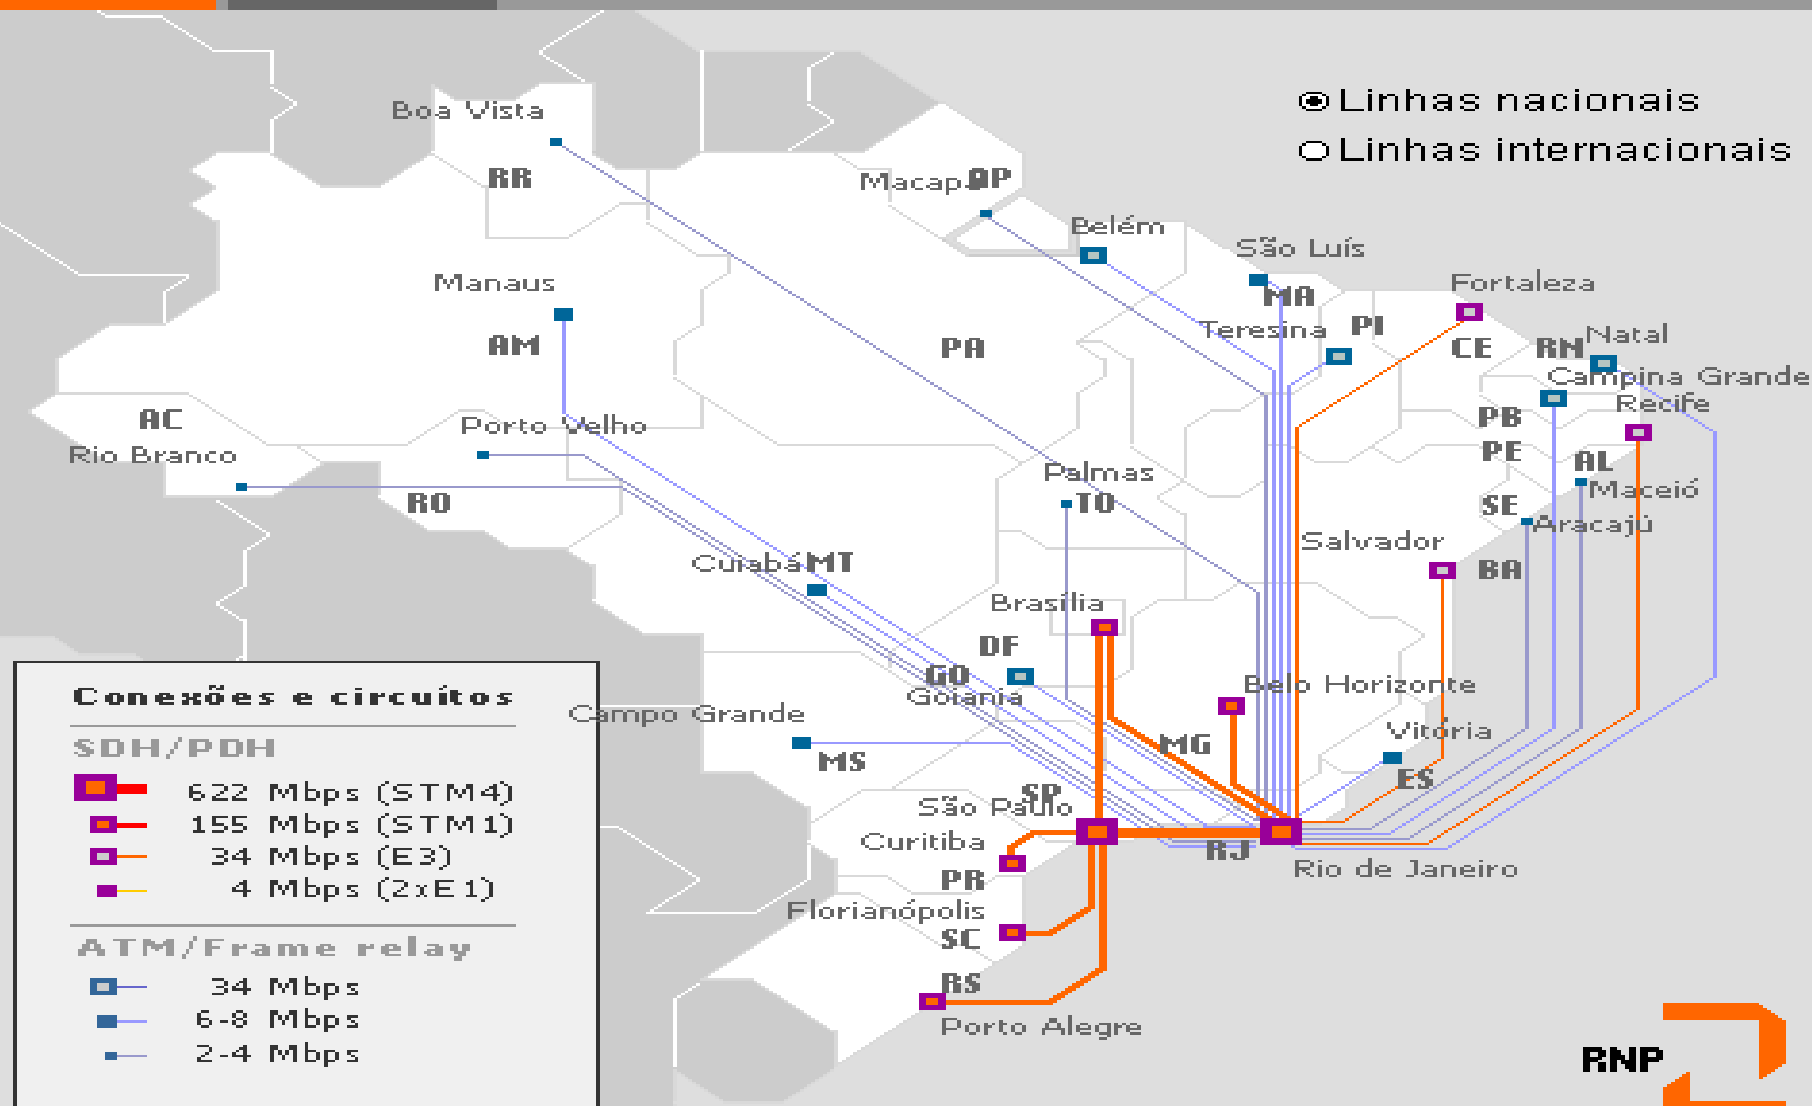 Linhas nacionais
Linhas internacionais
Boa Vista
RR
Macapá
AP
Belém
São Luís
MA
Manaus
AM
PA
Teresina
PI
Fortaleza
CE
RN
Natal
Campina Grande
Recife
PB
PE
AL
Maceió
SE
Aracajú
AC
Rio Branco
Porto Velho
RO
Palmas
TO
Salvador
BA
Cuiabá
MT
Brasília
DF
GO
Goiania
Belo Horizonte
MG
Vitória
ES
Campo Grande
MS
SP
São Paulo
Curitiba
PR
RJ
Rio de Janeiro
Florianópolis
SC
RS
Porto Alegre
Conexões e circuitos
SDH/PDH
622 Mbps (STM4)
155 Mbps (STM1)
34 Mbps (E3)
4 Mbps (2xE1)
ATM/Frame relay
34 Mbps
6-8 Mbps
2-4 Mbps
RNP